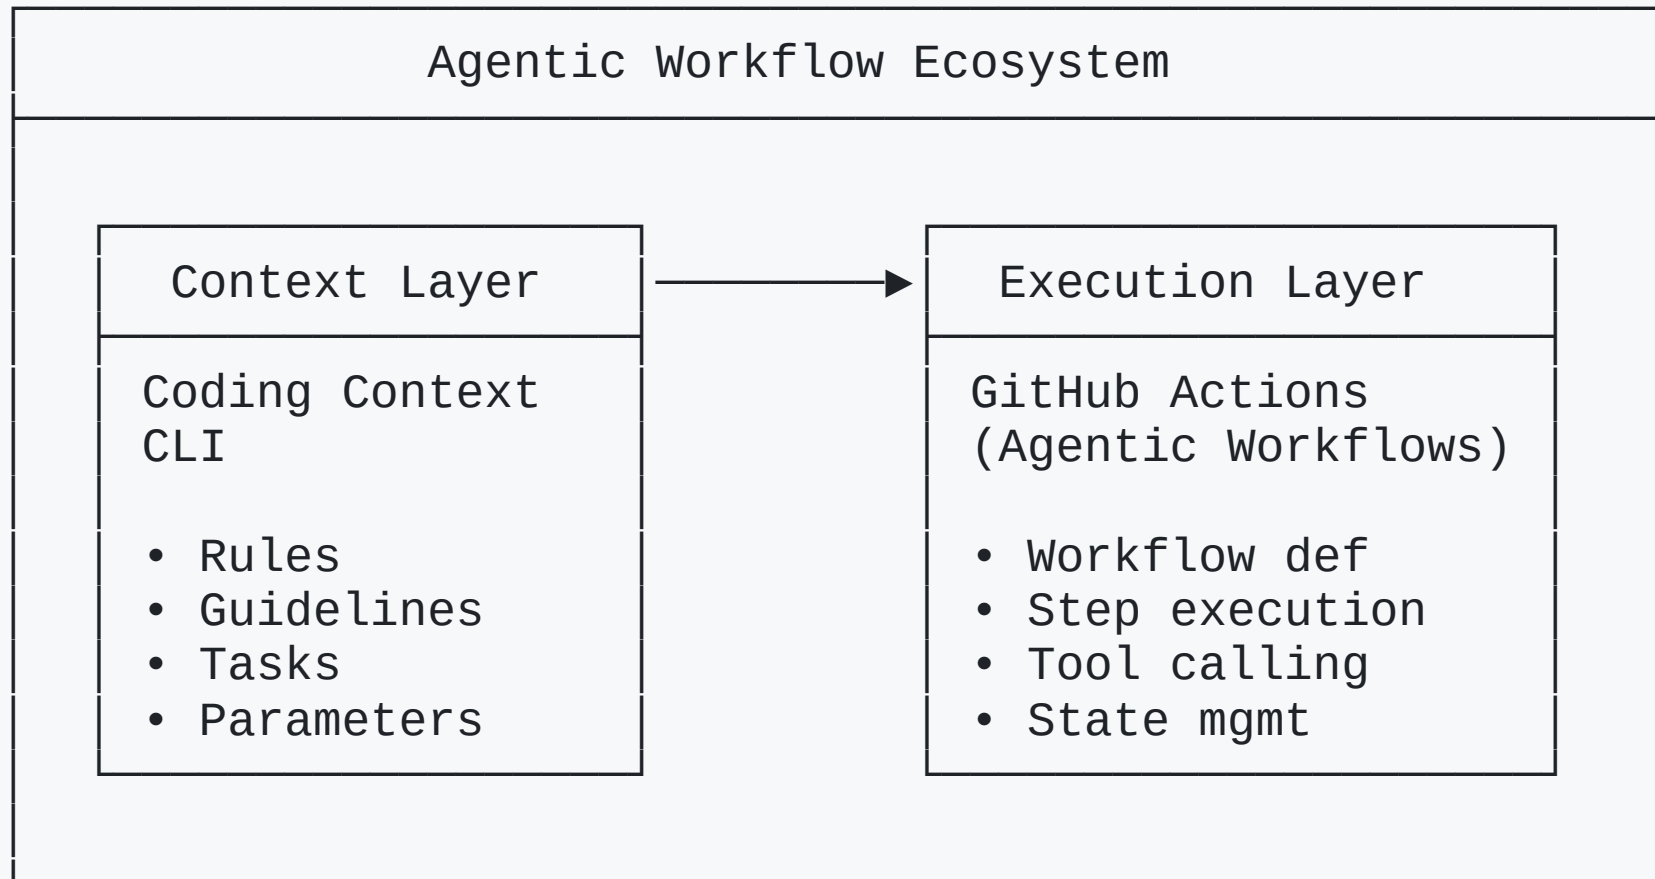 Agentic Workflow Ecosystem
Context Layer
Coding Context
CLI
• Rules
• Guidelines
• Tasks
• Parameters
Execution Layer
GitHub Actions
(Agentic Workflows)
• Workflow def
• Step execution
• Tool calling
• State mgmt